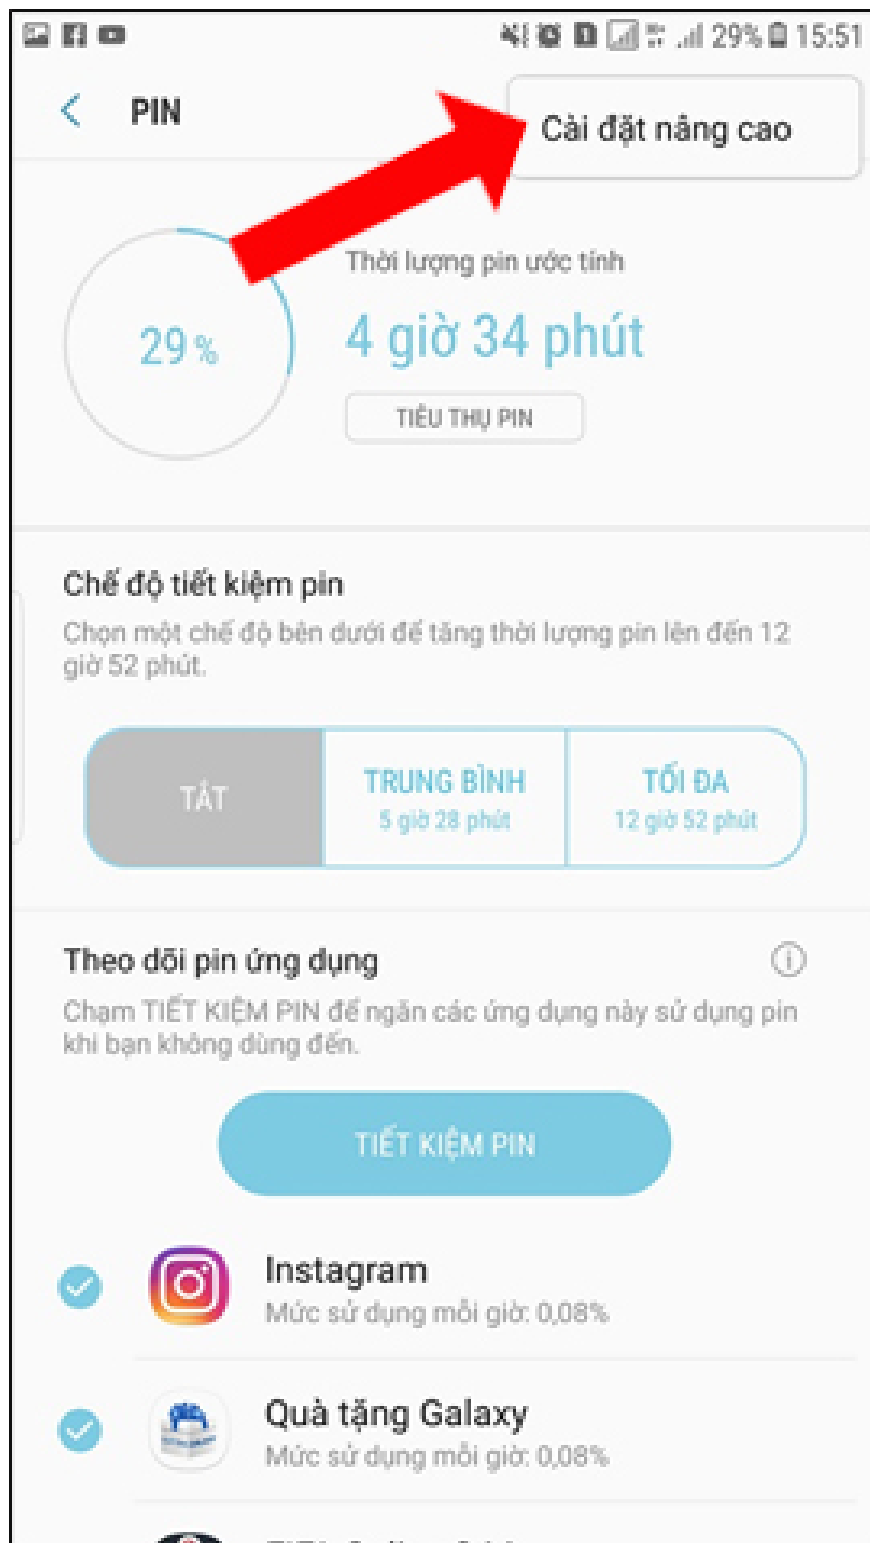 29% 15:51
PIN
Cài đặt nâng cao
Thời lượng pin ước tính
29%
4 giờ 34 phút
TIÊU THỤ PIN
Chế độ tiết kiệm pin
Chọn một chế độ bên dưới để tăng thời lượng pin lên đến 12
giờ 52 phút.
TẮT
TRUNG BÌNH
5 giờ 28 phút
TỐI ĐA
12 giờ 52 phút
Theo dõi pin ứng dụng
Chạm TIẾT KIỆM PIN để ngăn các ứng dụng này sử dụng pin
khi bạn không dùng đến.
TIẾT KIỆM PIN
Instagram
Mức sử dụng mỗi giờ: 0,08%
Quà tặng Galaxy
Mức sử dụng mỗi giờ: 0,08%